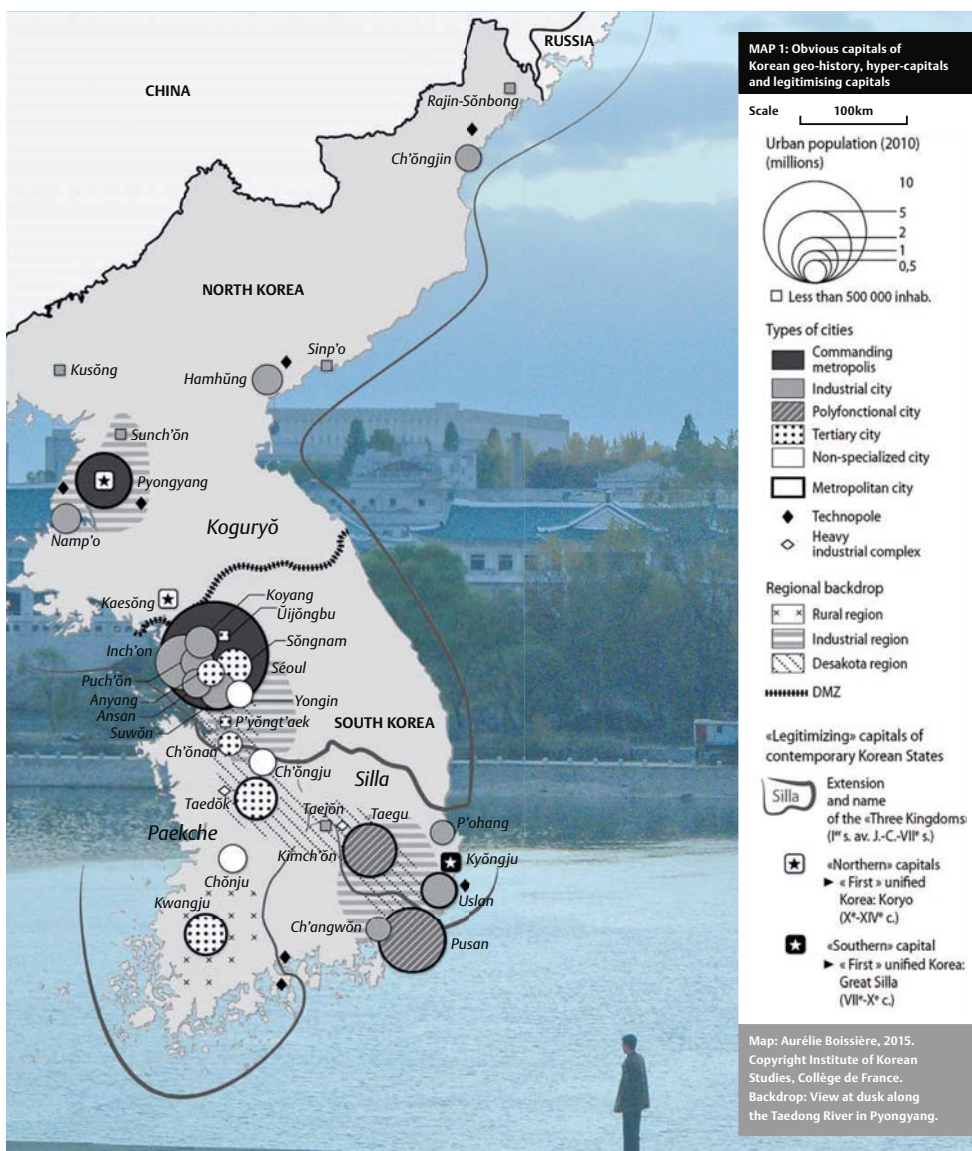 RUSSIA
CHINA
Rajin-Sŏnbong
Ch'ŏngjin
NORTH KOREA
Sinp'o
Kusŏng
Hamhŭng
Sunch'ŏn
Pyongyang
Namp'o
Koguryŏ
Kaesŏng
Koyang
Ŭijŏngbu
Inch'on
Sŏngnam
Séoul
Puch'ŏn
Anyang
Ansan
Suwŏn
Yongin
P'yŏngt'aek
SOUTH KOREA
Ch'ŏnan
Ch'ŏngju
Silla
Taedŏk
Taejŏn
Taegu
P'ohang
Paekche
Kimch'ŏn
Kyŏngju
Chŏnju
Uslan
Kwangju
Ch'angwŏn
Pusan
MAP 1: Obvious capitals of
Korean geo-history, hyper-capitals
and legitimising capitals
Scale 100km
Urban population (2010)
(millions)
10
5
2
1
0,5
Less than 500 000 inhab.
Types of cities
Commanding
metropolis
Industrial city
Polyfonctional city
Tertiary city
Non-specialized city
Metropolitan city
Technopole
Heavy
industrial complex
Regional backdrop
Rural region
Industrial region
Desakota region
DMZ
«Legitimizing» capitals of
contemporary Korean States
Silla
Extension
and name
of the «Three Kingdoms»
(Iᵉʳ s. av. J.-C.-VIIᵉ s.)
«Northern» capitals
► « First » unified
Korea: Koryo
(Xᵉ-XIVᵉ c.)
«Southern» capital
► « First » unified Korea:
Great Silla
(VIIᵉ-Xᵉ c.)
Map: Aurélie Boissière, 2015.
Copyright Institute of Korean
Studies, Collège de France.
Backdrop: View at dusk along
the Taedong River in Pyongyang.